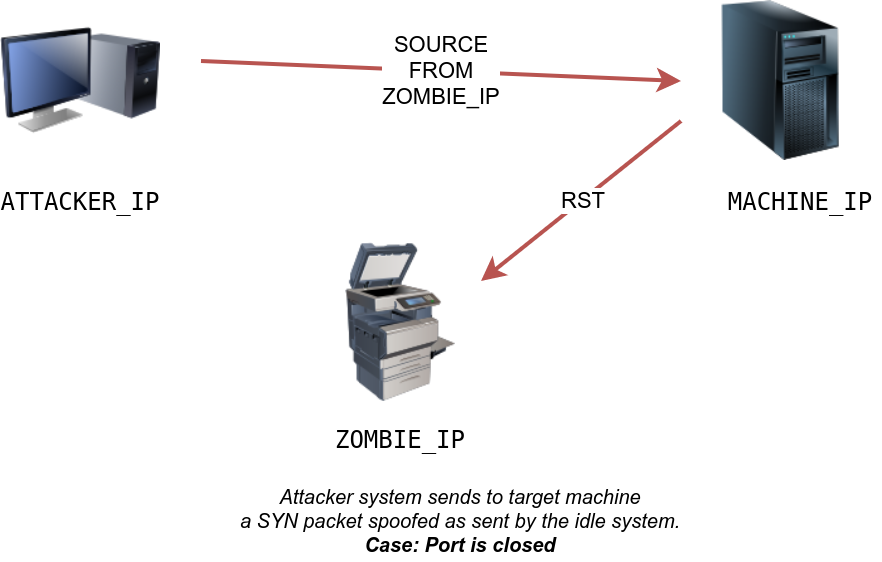 SOURCE
FROM
ZOMBIE_IP
ATTACKER_IP
RST
MACHINE_IP
ZOMBIE_IP
Attacker system sends to target machine
a SYN packet spoofed as sent by the idle system.
Case: Port is closed